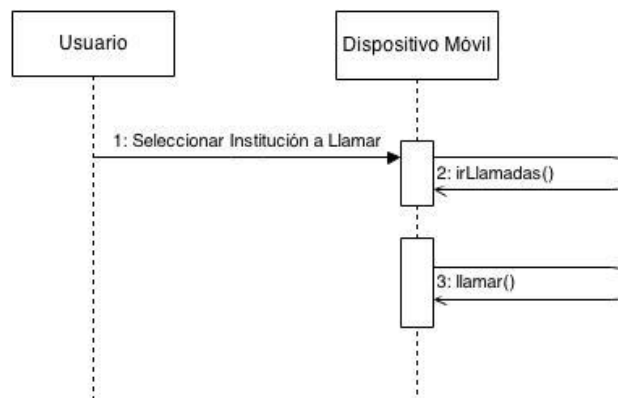 Usuario
Dispositivo Móvil
1: Seleccionar Institución a Llamar
2: irLlamadas()
3: llamar()